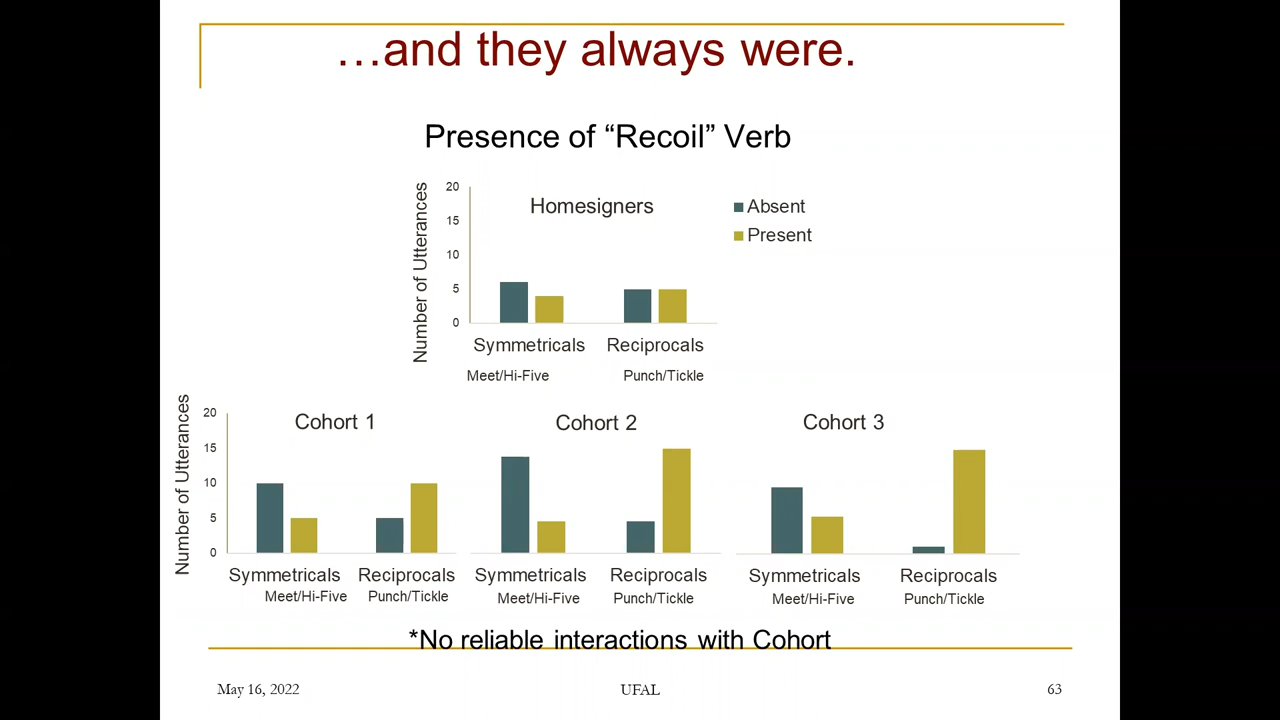 …and they always were.
Presence of “Recoil” Verb
Number of Utterances
20
15
10
5
0
Homesigners
Absent
Present
Symmetricals Reciprocals
Meet/Hi-Five Punch/Tickle
Number of Utterances
20
15
10
5
0
Cohort 1 Cohort 2 Cohort 3
Symmetricals Reciprocals Symmetricals Reciprocals Symmetricals Reciprocals
Meet/Hi-Five Punch/Tickle Meet/Hi-Five Punch/Tickle Meet/Hi-Five Punch/Tickle
*No reliable interactions with Cohort
May 16, 2022 UFAL 63